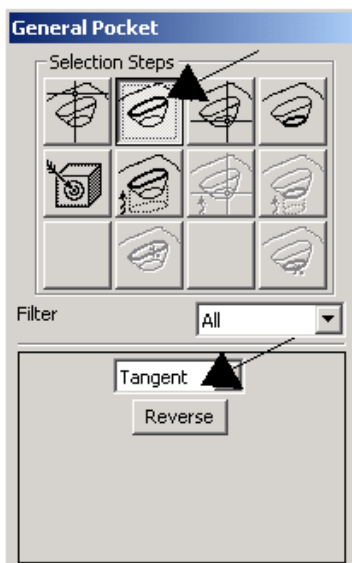 General Pocket
Selection Steps
Filter
All
Tangent
Reverse